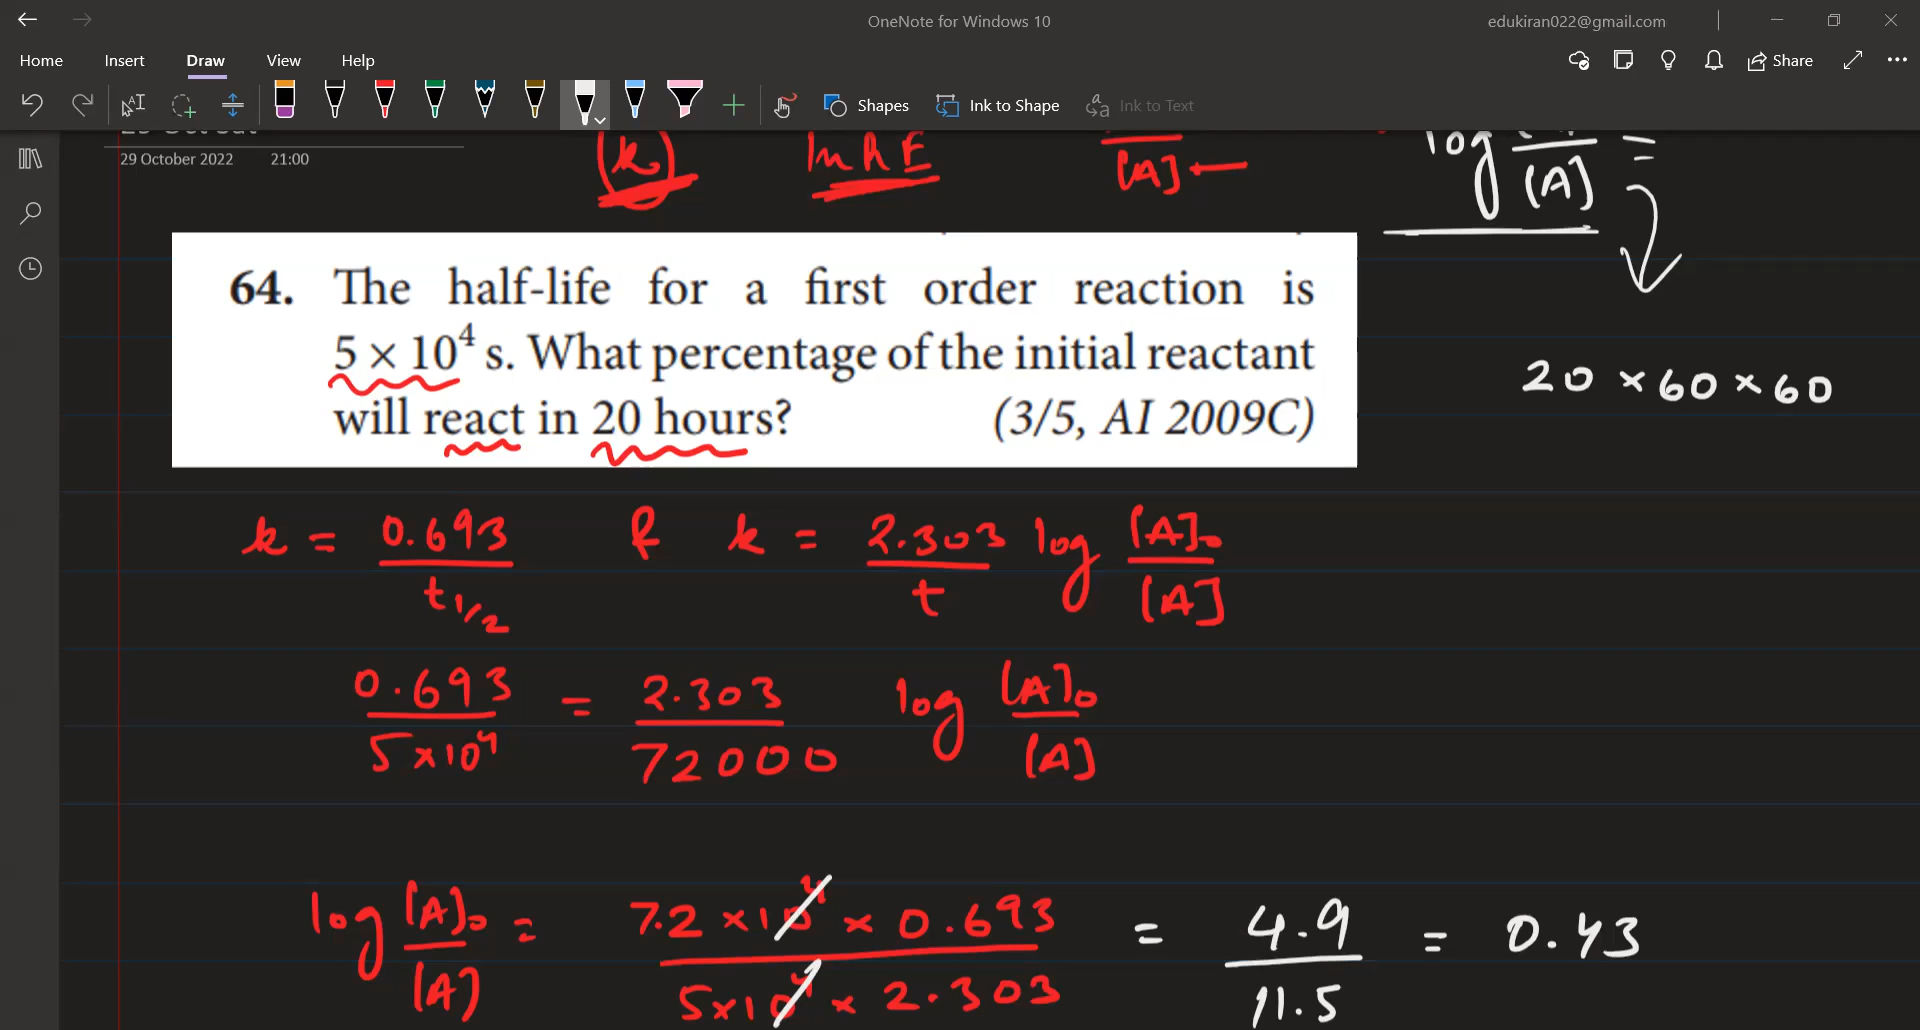 OneNote for Windows 10
edukiran022@gmail.com
Home Insert Draw View Help
Share
Shapes Ink to Shape Ink to Text
29 October 2022 21:00
(k) ln R E [A] log [A] =
64. The half-life for a first order reaction is
5 × 10⁴ s. What percentage of the initial reactant
will react in 20 hours? (3/5, AI 2009C)
20 × 60 × 60
k = 0.693 / t1/2 & k = 2.303 / t log [A]₀ / [A]
0.693 / 5×10⁴ = 2.303 / 72000 log [A]₀ / [A]
log [A]₀ / [A] = 7.2 × 10⁴ × 0.693 / 5×10⁴ × 2.303 = 4.9 / 11.5 = 0.43